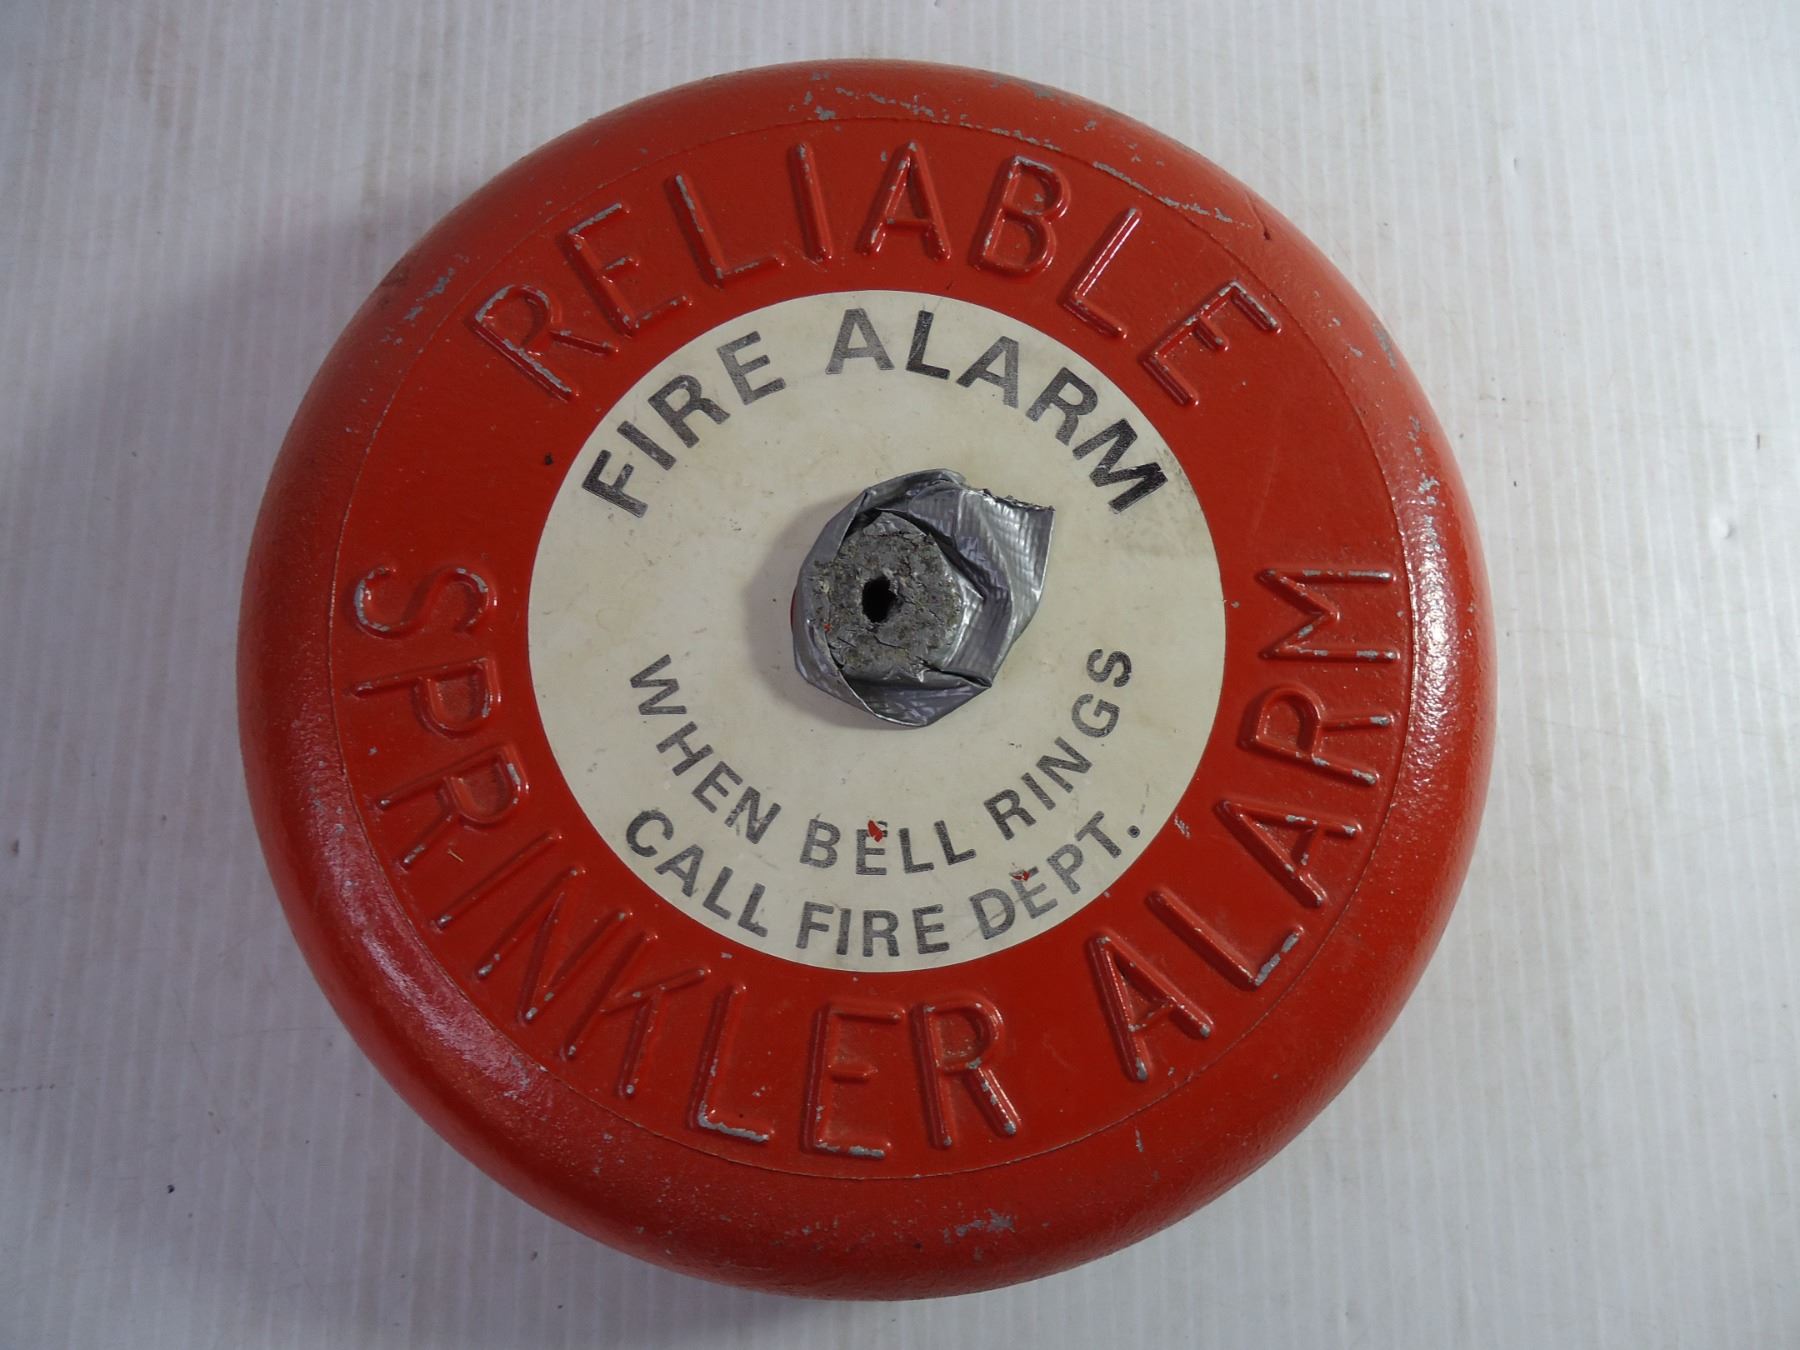 RELIABLE
FIRE ALARM
WHEN BELL RINGS
CALL FIRE DEPT.
SPRINKLER ALARM